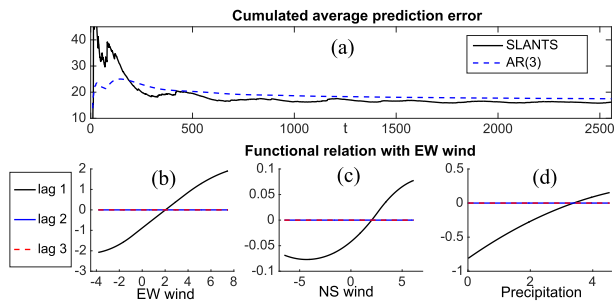 Cumulated average prediction error
(a)
SLANTS
AR(3)
40
30
20
0
500
1000
t
1500
2000
2500
Functional relation with EW wind
lag 1
lag 2
lag 3
(b)
2
1
0
-1
-2
-3
-4
-2
0
2
4
6
8
EW wind
(c)
0.1
0.05
0
-0.05
-0.1
-5
0
5
NS wind
(d)
0.5
0
-0.5
-1
0
2
4
Precipitation